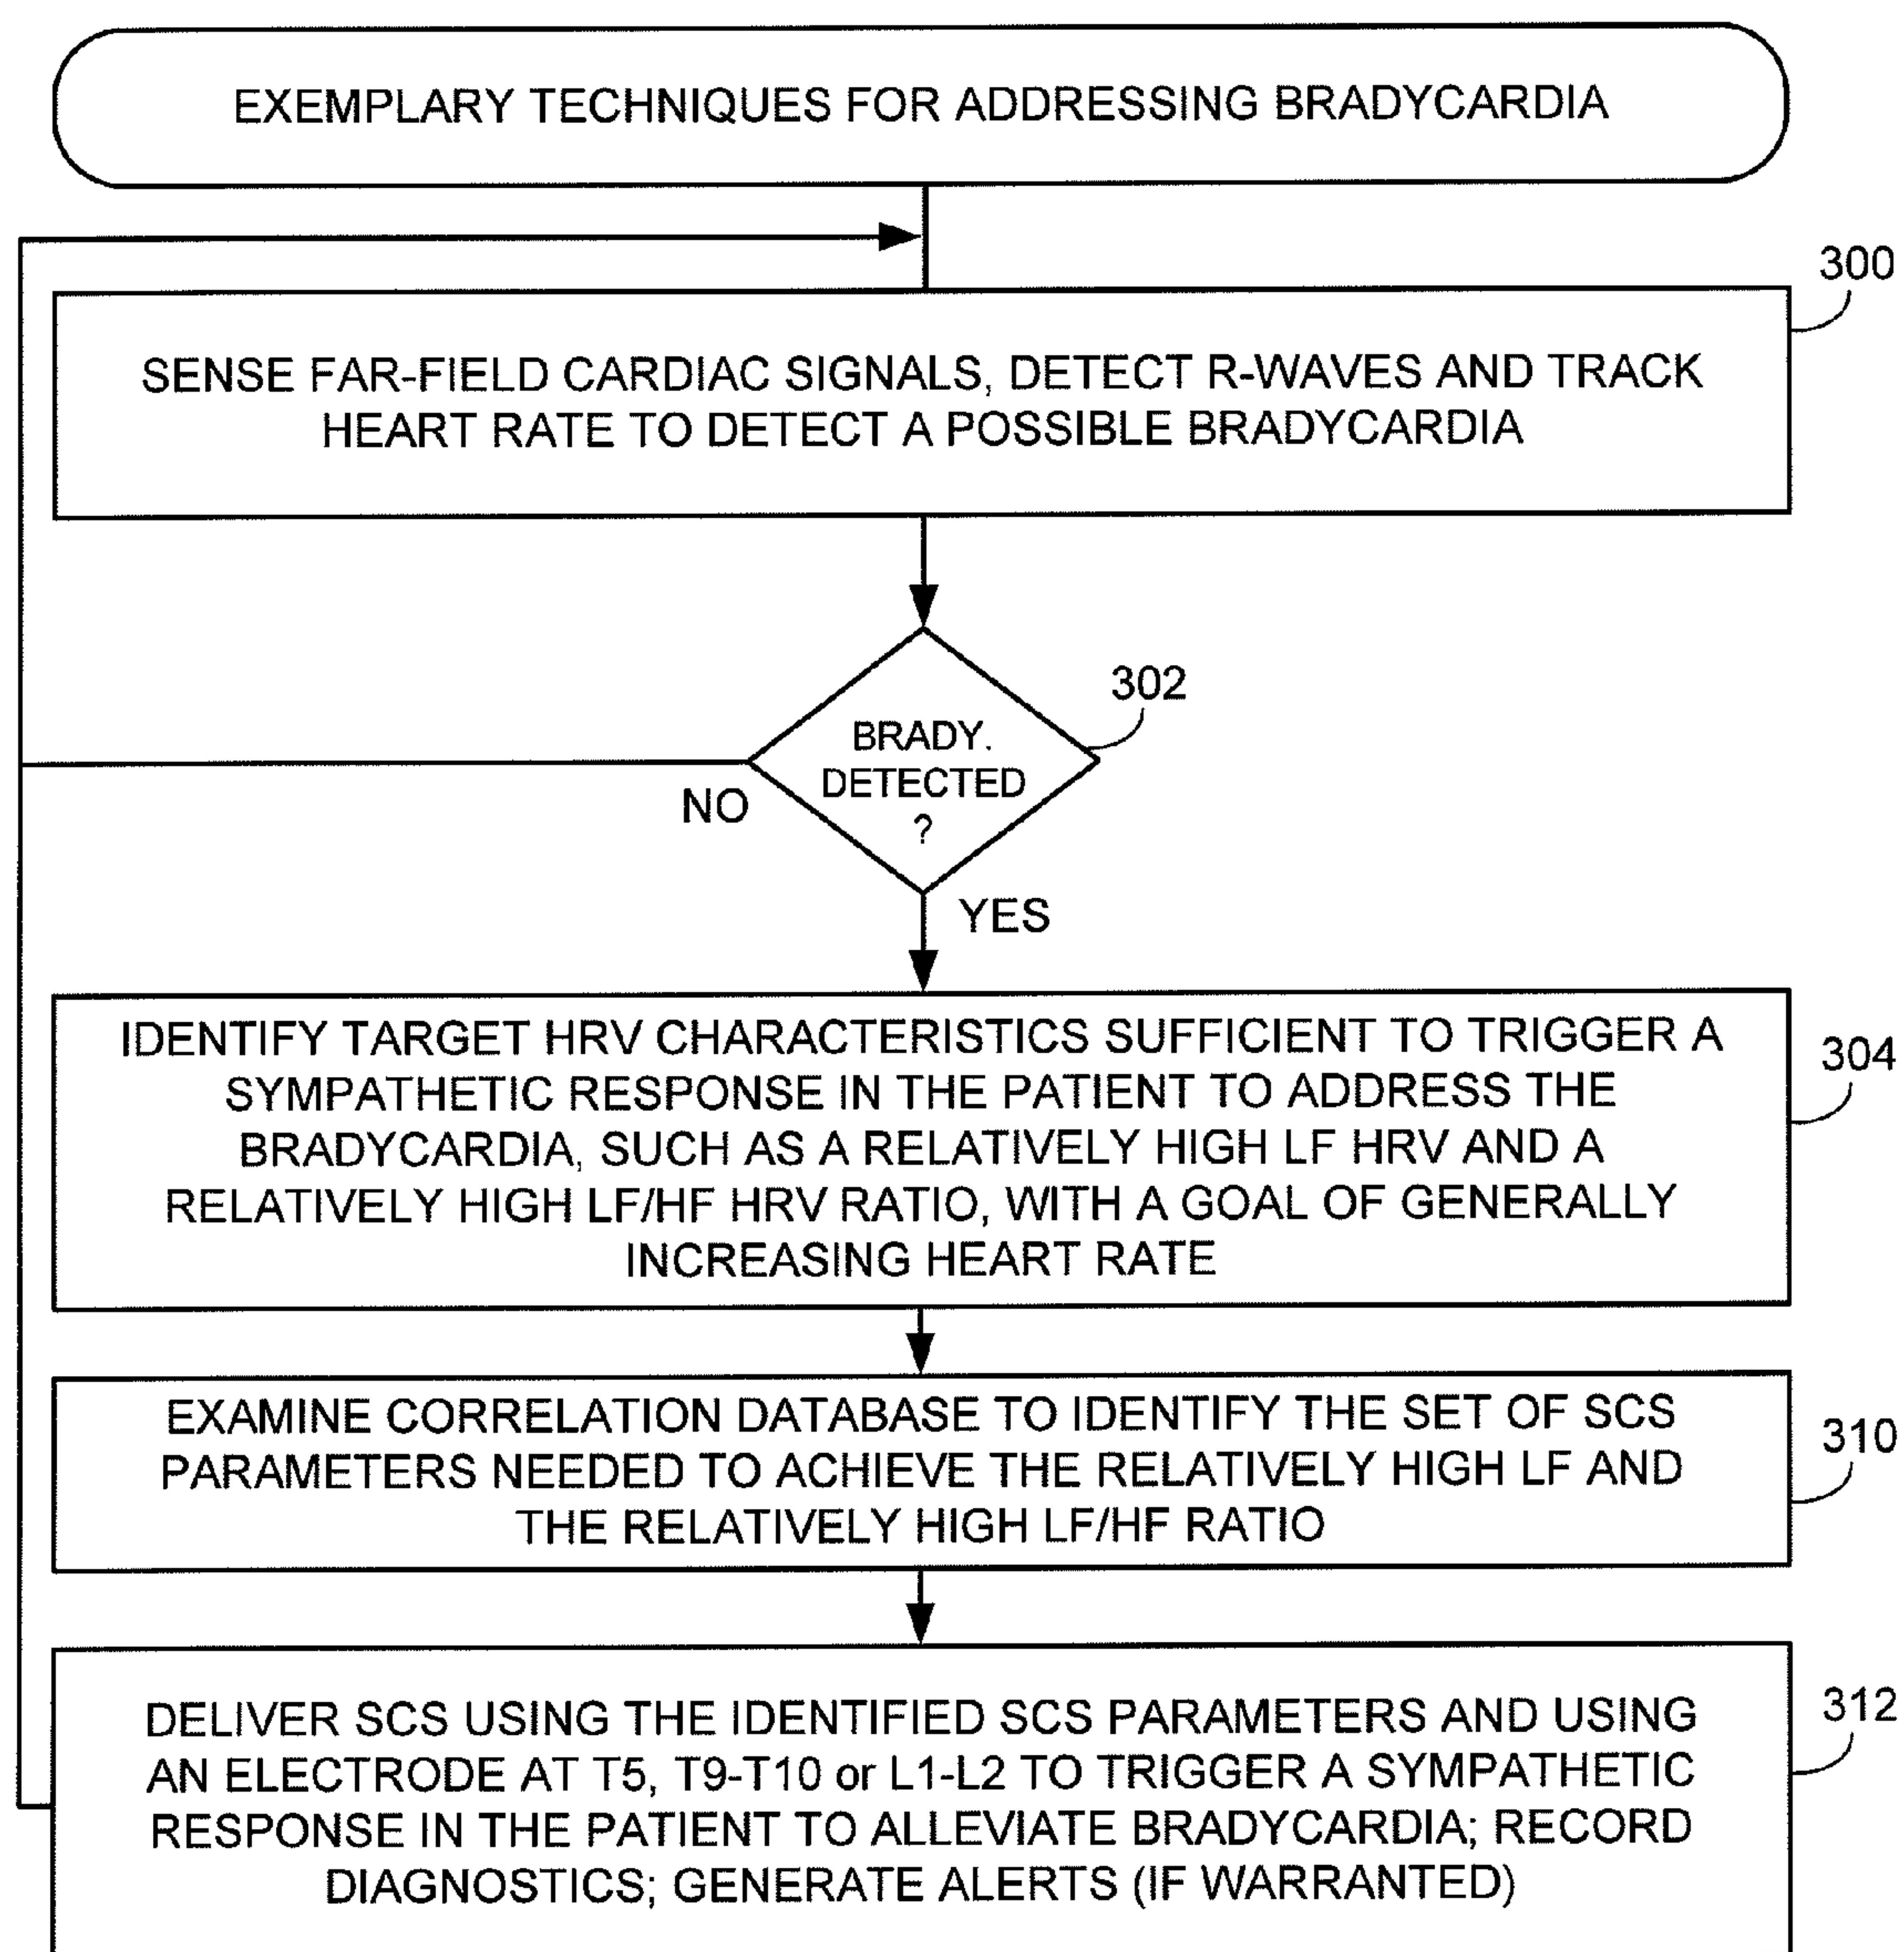 EXEMPLARY TECHNIQUES FOR ADDRESSING BRADYCARDIA
300
SENSE FAR-FIELD CARDIAC SIGNALS, DETECT R-WAVES AND TRACK
HEART RATE TO DETECT A POSSIBLE BRADYCARDIA
302
BRADY.
DETECTED
?
NO
YES
304
IDENTIFY TARGET HRV CHARACTERISTICS SUFFICIENT TO TRIGGER A
SYMPATHETIC RESPONSE IN THE PATIENT TO ADDRESS THE
BRADYCARDIA, SUCH AS A RELATIVELY HIGH LF HRV AND A
RELATIVELY HIGH LF/HF HRV RATIO, WITH A GOAL OF GENERALLY
INCREASING HEART RATE
310
EXAMINE CORRELATION DATABASE TO IDENTIFY THE SET OF SCS
PARAMETERS NEEDED TO ACHIEVE THE RELATIVELY HIGH LF AND
THE RELATIVELY HIGH LF/HF RATIO
312
DELIVER SCS USING THE IDENTIFIED SCS PARAMETERS AND USING
AN ELECTRODE AT T5, T9-T10 or L1-L2 TO TRIGGER A SYMPATHETIC
RESPONSE IN THE PATIENT TO ALLEVIATE BRADYCARDIA; RECORD
DIAGNOSTICS; GENERATE ALERTS (IF WARRANTED)